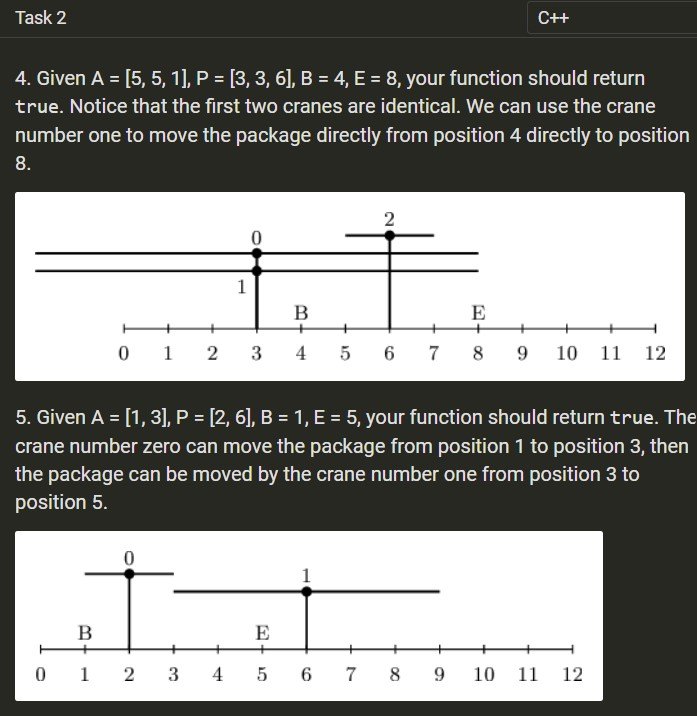 Task 2
C++
4. Given A = [5, 5, 1], P = [3, 3, 6], B = 4, E = 8, your function should return
true. Notice that the first two cranes are identical. We can use the crane
number one to move the package directly from position 4 directly to position
8.
2
0
1
B E
0 1 2 3 4 5 6 7 8 9 10 11 12
5. Given A = [1, 3], P = [2, 6], B = 1, E = 5, your function should return true. The
crane number zero can move the package from position 1 to position 3, then
the package can be moved by the crane number one from position 3 to
position 5.
0
1
B E
0 1 2 3 4 5 6 7 8 9 10 11 12